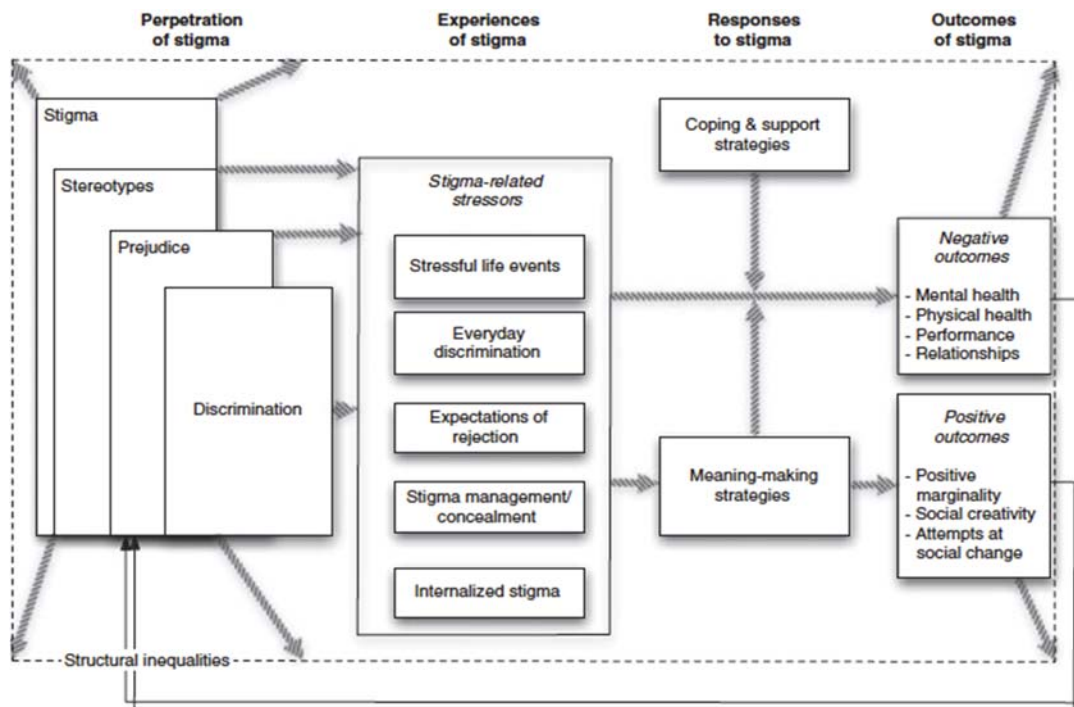 Perpetration
of stigma
Experiences
of stigma
Responses
to stigma
Outcomes
of stigma
Stigma
Stereotypes
Prejudice
Discrimination
Stigma-related
stressors
Stressful life events
Everyday
discrimination
Expectations of
rejection
Stigma management/
concealment
Internalized stigma
Coping & support
strategies
Meaning-making
strategies
Negative
outcomes
- Mental health
- Physical health
- Performance
- Relationships
Positive
outcomes
- Positive
marginality
- Social creativity
- Attempts at
social change
Structural inequalities